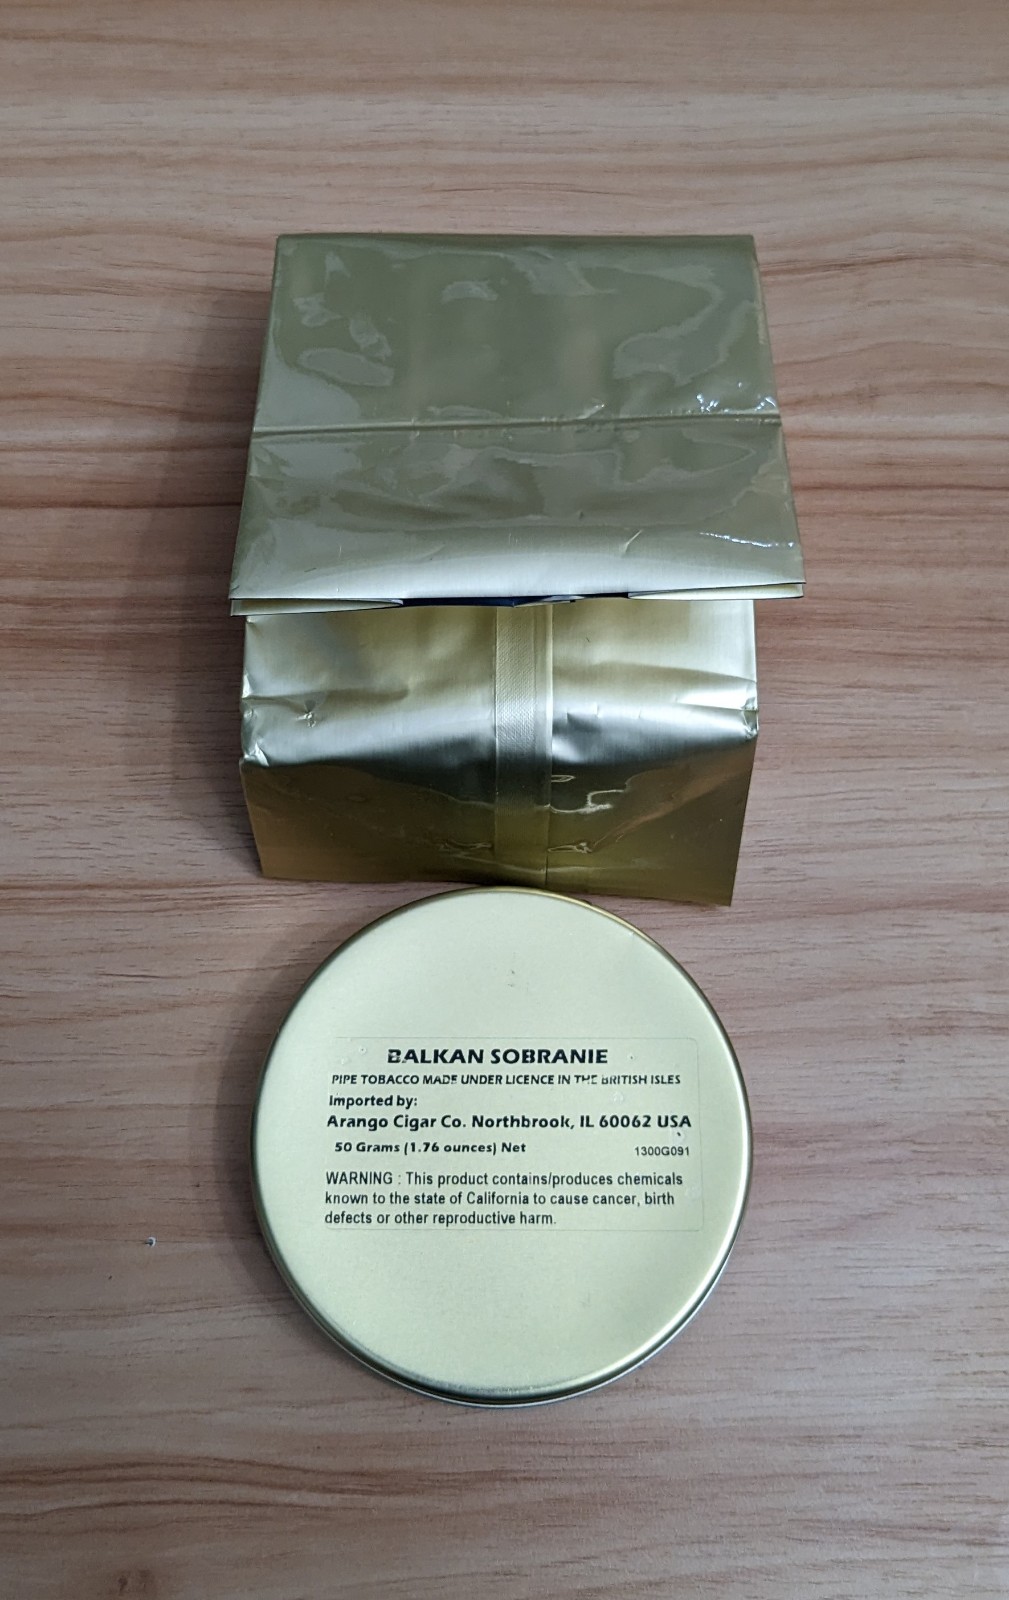 BALKAN SOBRANIE
PIPE TOBACCO MADE UNDER LICENCE IN THE BRITISH ISLES
Imported by:
Arango Cigar Co. Northbrook, IL 60062 USA
50 Grams (1.76 ounces) Net 1300G091
WARNING : This product contains/produces chemicals
known to the state of California to cause cancer, birth
defects or other reproductive harm.